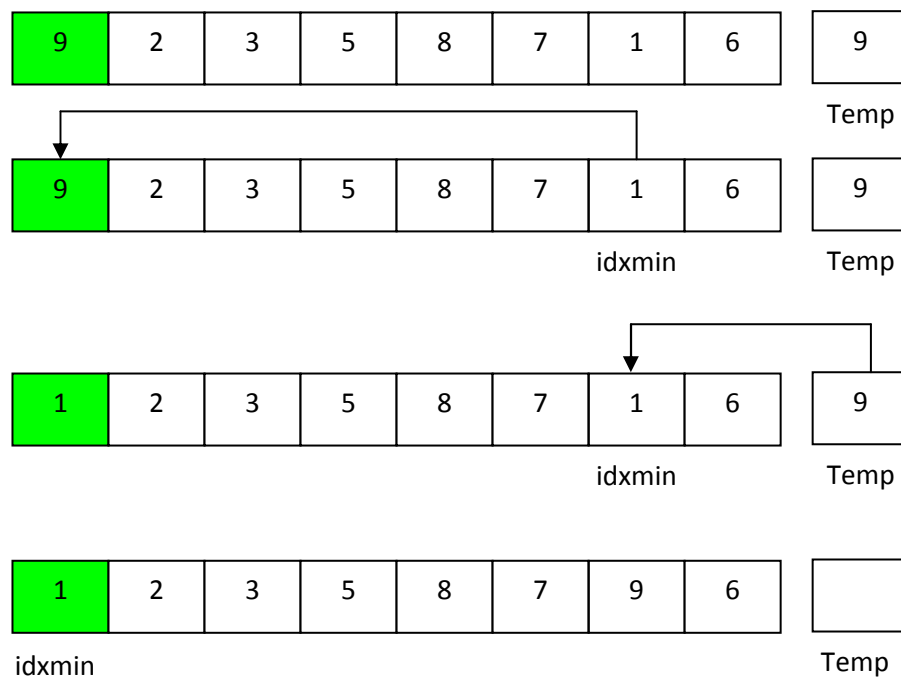 9 2 3 5 8 7 1 6 9
Temp
9 2 3 5 8 7 1 6 9
idxmin Temp
1 2 3 5 8 7 1 6 9
idxmin Temp
1 2 3 5 8 7 9 6
idxmin Temp